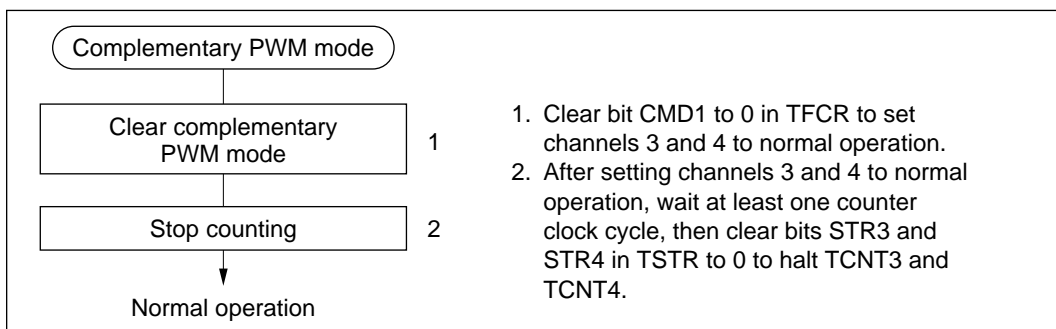 Complementary PWM mode
Clear complementary
PWM mode
1
Stop counting
2
Normal operation
1. Clear bit CMD1 to 0 in TFCR to set
channels 3 and 4 to normal operation.
2. After setting channels 3 and 4 to normal
operation, wait at least one counter
clock cycle, then clear bits STR3 and
STR4 in TSTR to 0 to halt TCNT3 and
TCNT4.